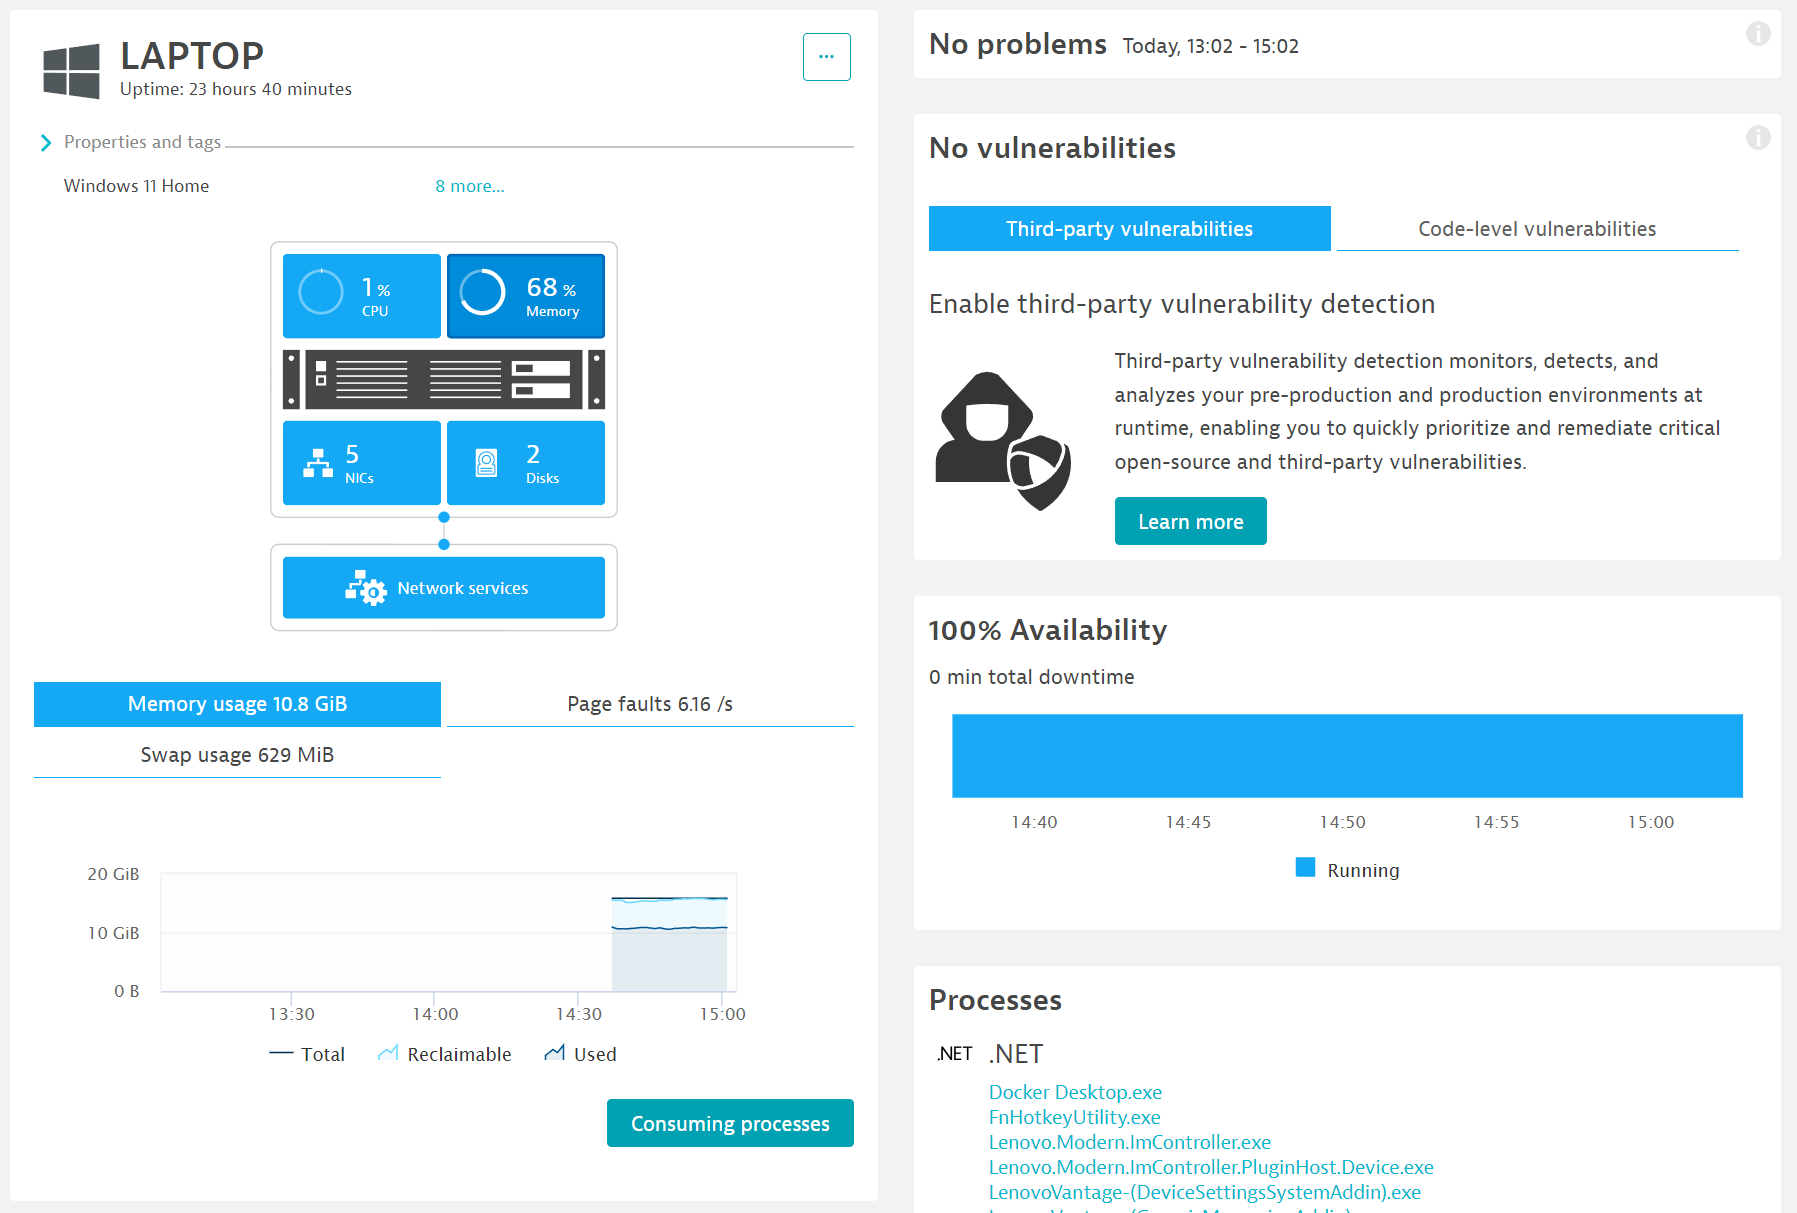 LAPTOP
Uptime: 23 hours 40 minutes
...
Properties and tags
Windows 11 Home
8 more...
1 %
CPU
68 %
Memory
5
NICs
2
Disks
Network services
Memory usage 10.8 GiB
Page faults 6.16 /s
Swap usage 629 MiB
20 GiB
10 GiB
0 B
13:30
14:00
14:30
15:00
Total
Reclaimable
Used
Consuming processes
No problems Today, 13:02 - 15:02
No vulnerabilities
Third-party vulnerabilities
Code-level vulnerabilities
Enable third-party vulnerability detection
Third-party vulnerability detection monitors, detects, and
analyzes your pre-production and production environments at
runtime, enabling you to quickly prioritize and remediate critical
open-source and third-party vulnerabilities.
Learn more
100% Availability
0 min total downtime
14:40
14:45
14:50
14:55
15:00
Running
Processes
.NET .NET
Docker Desktop.exe
FnHotkeyUtility.exe
Lenovo.Modern.ImController.exe
Lenovo.Modern.ImController.PluginHost.Device.exe
LenovoVantage-(DeviceSettingsSystemAddin).exe